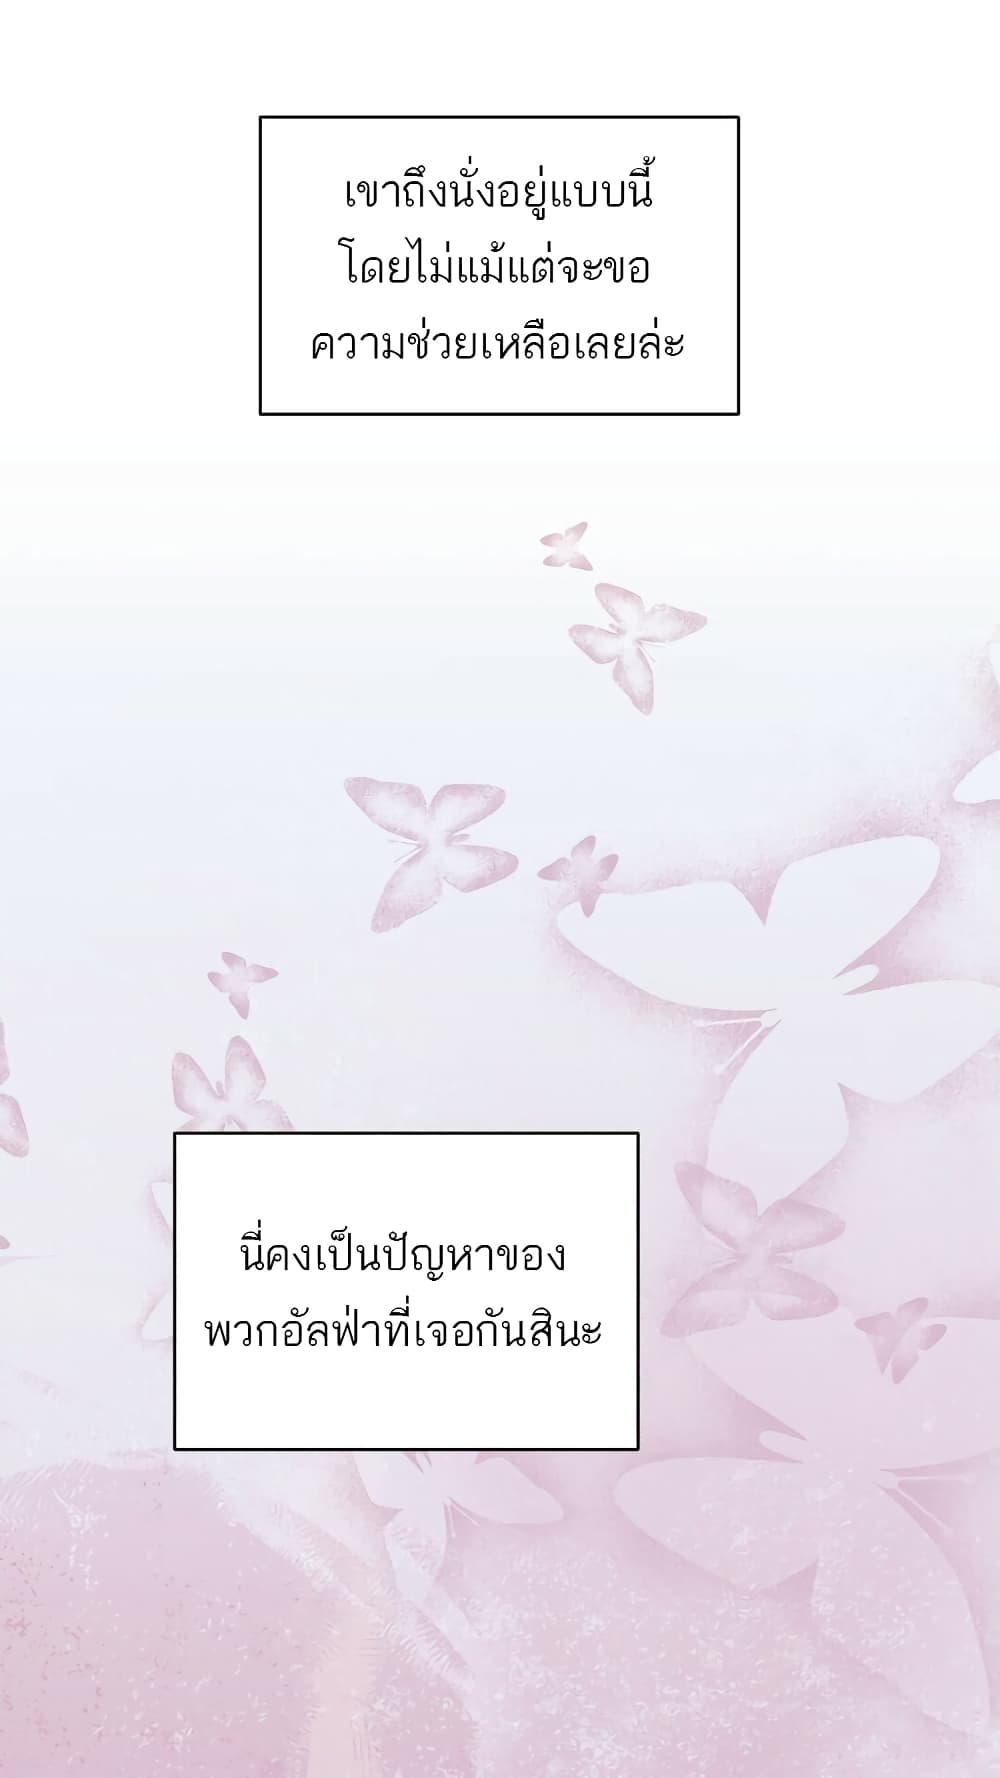 เขาถึงนั่งอยู่แบบนี้
โดยไม่แม้แต่จะขอ
ความช่วยเหลือเลยล่ะ
นี่คงเป็นปัญหาของ
พวกอัลฟ่าที่เจอกันสินะ